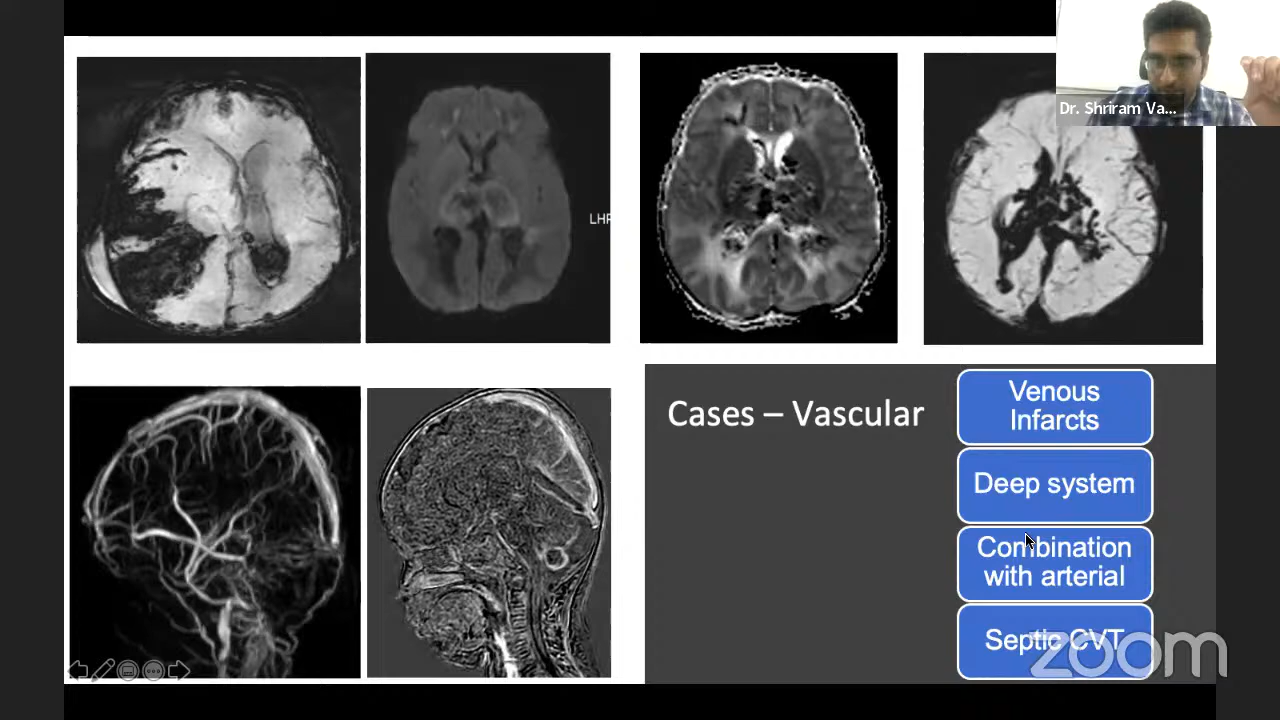 Dr. Shriram Va...
LHP
Cases – Vascular
Venous
Infarcts
Deep system
Combination
with arterial
Septic CVT
zoom